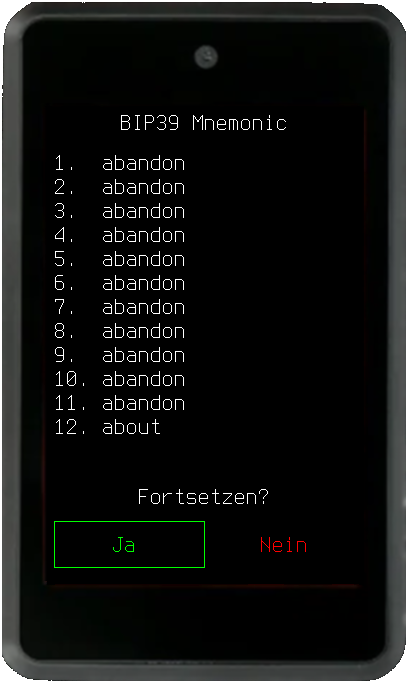 BIP39 Mnemonic
1. abandon
2. abandon
3. abandon
4. abandon
5. abandon
6. abandon
7. abandon
8. abandon
9. abandon
10. abandon
11. abandon
12. about
Fortsetzen?
Ja Nein